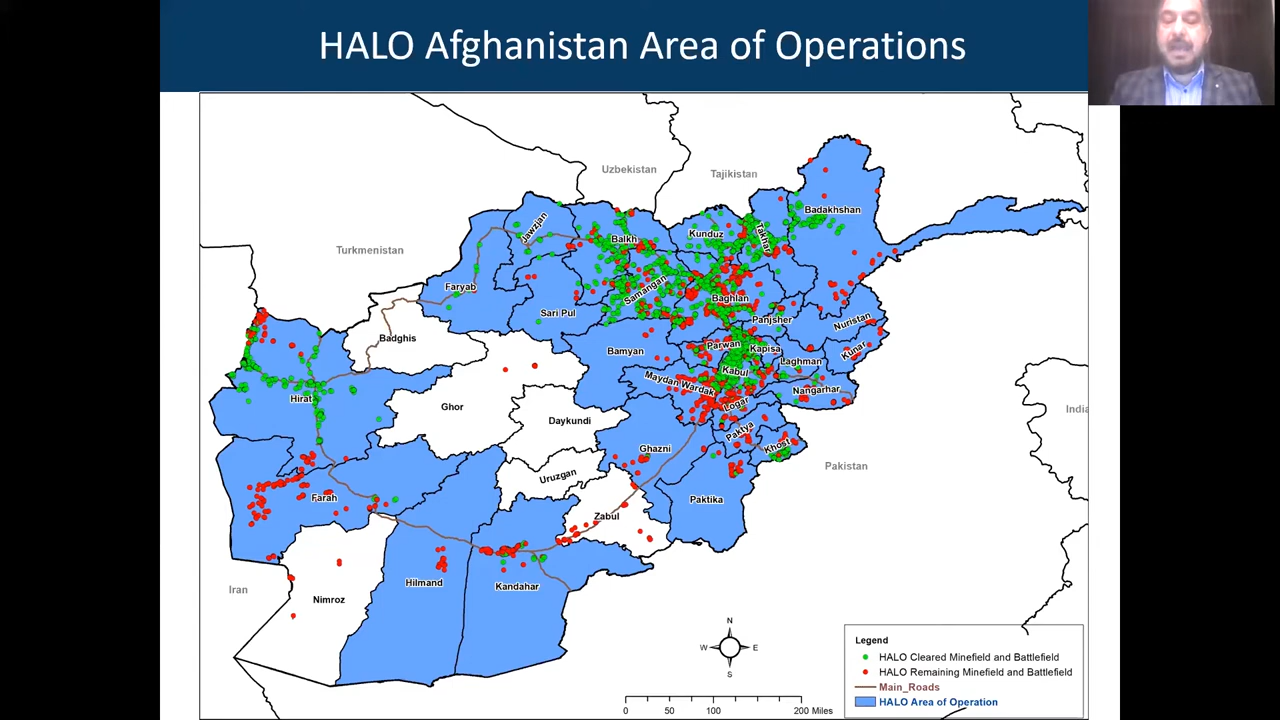 HALO Afghanistan Area of Operations
Uzbekistan
Tajikistan
Turkmenistan
Badakhshan
Jawzjan
Balkh
Kunduz
Takhar
Faryab
Samangan
Baghlan
Sari Pul
Panjsher
Nuristan
Badghis
Bamyan
Parwan
Kapisa
Laghman
Kunar
Kabul
Maydan Wardak
Nangarhar
Hirat
Ghor
Logar
India
Daykundi
Paktya
Khost
Ghazni
Pakistan
Uruzgan
Farah
Paktika
Zabul
Iran
Nimroz
Hilmand
Kandahar
N
W
E
S
0 50 100 200 Miles
Legend
HALO Cleared Minefield and Battlefield
HALO Remaining Minefield and Battlefield
Main_Roads
HALO Area of Operation